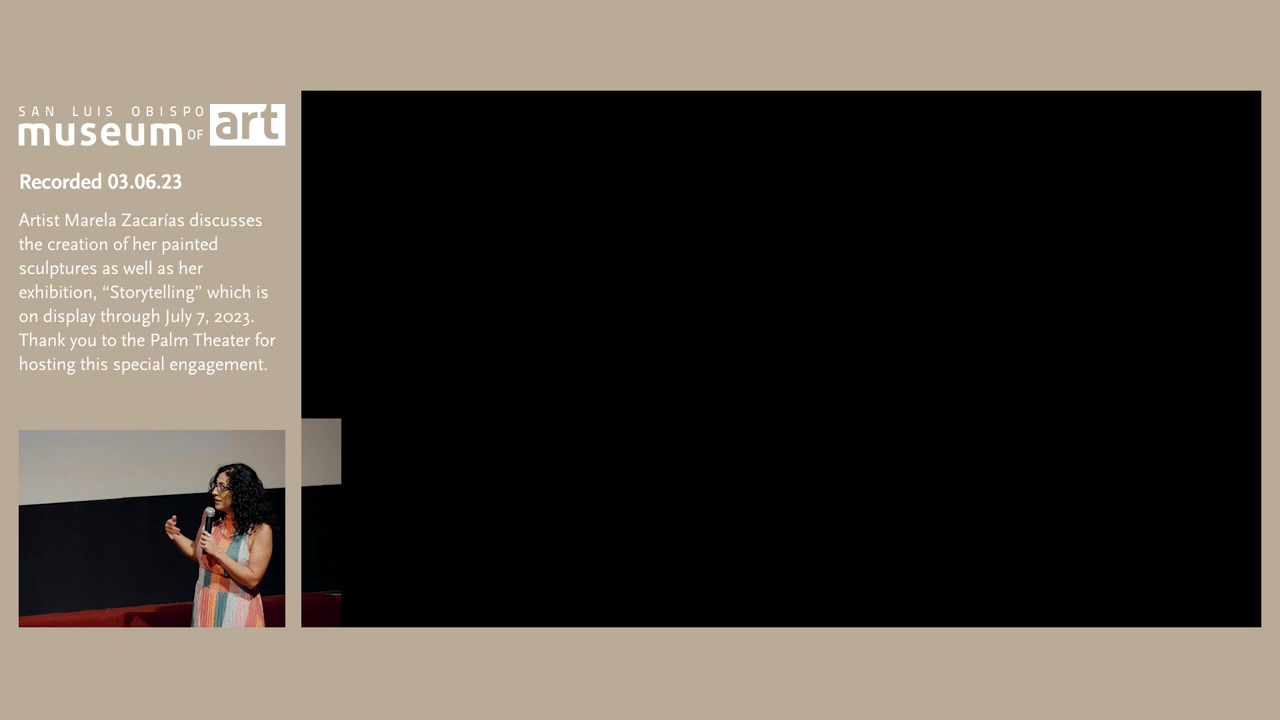 SAN LUIS OBISPO
museum OF art
Recorded 03.06.23
Artist Marela Zacarías discusses
the creation of her painted
sculptures as well as her
exhibition, “Storytelling” which is
on display through July 7, 2023.
Thank you to the Palm Theater for
hosting this special engagement.